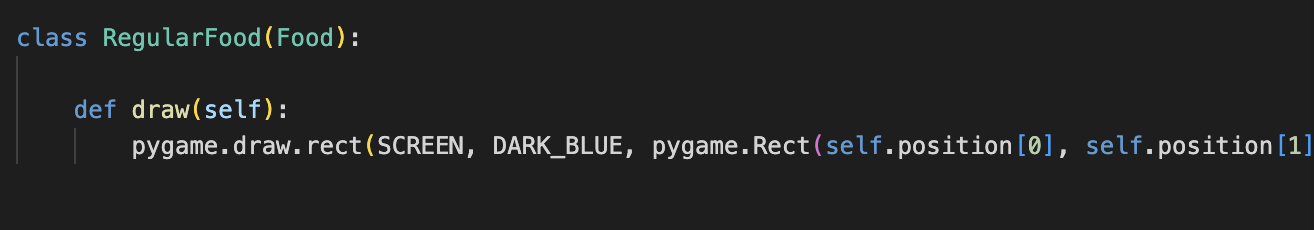 class RegularFood(Food):
def draw(self):
pygame.draw.rect(SCREEN, DARK_BLUE, pygame.Rect(self.position[0], self.position[1]